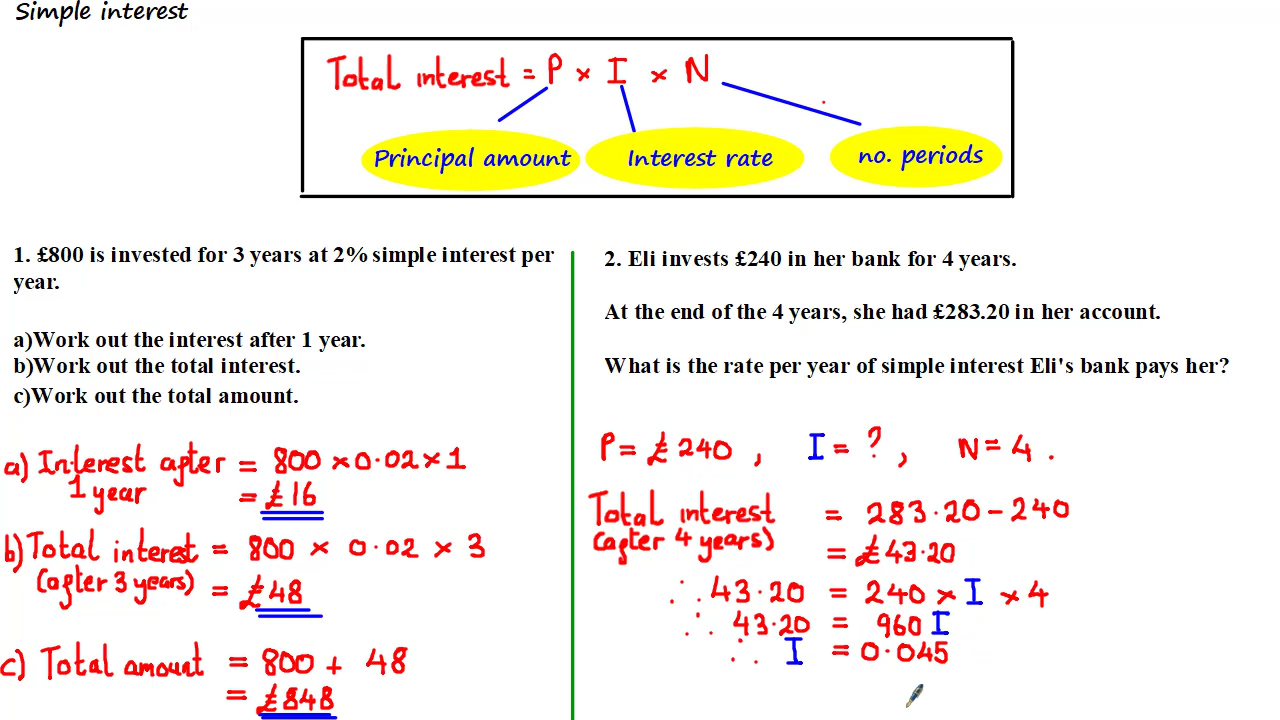 Simple interest
Total interest = P × I × N
Principal amount
Interest rate
no. periods
1. £800 is invested for 3 years at 2% simple interest per
year.
a)Work out the interest after 1 year.
b)Work out the total interest.
c)Work out the total amount.
a) Interest after = 800 × 0.02 × 1
1 year = £16
b) Total interest = 800 × 0.02 × 3
(after 3 years) = £48
c) Total amount = 800 + 48
= £848
2. Eli invests £240 in her bank for 4 years.
At the end of the 4 years, she had £283.20 in her account.
What is the rate per year of simple interest Eli's bank pays her?
P = £240 , I = ? , N = 4 .
Total interest = 283.20 - 240
(after 4 years) = £43.20
∴ 43.20 = 240 × I × 4
∴ 43.20 = 960 I
∴ I = 0.045